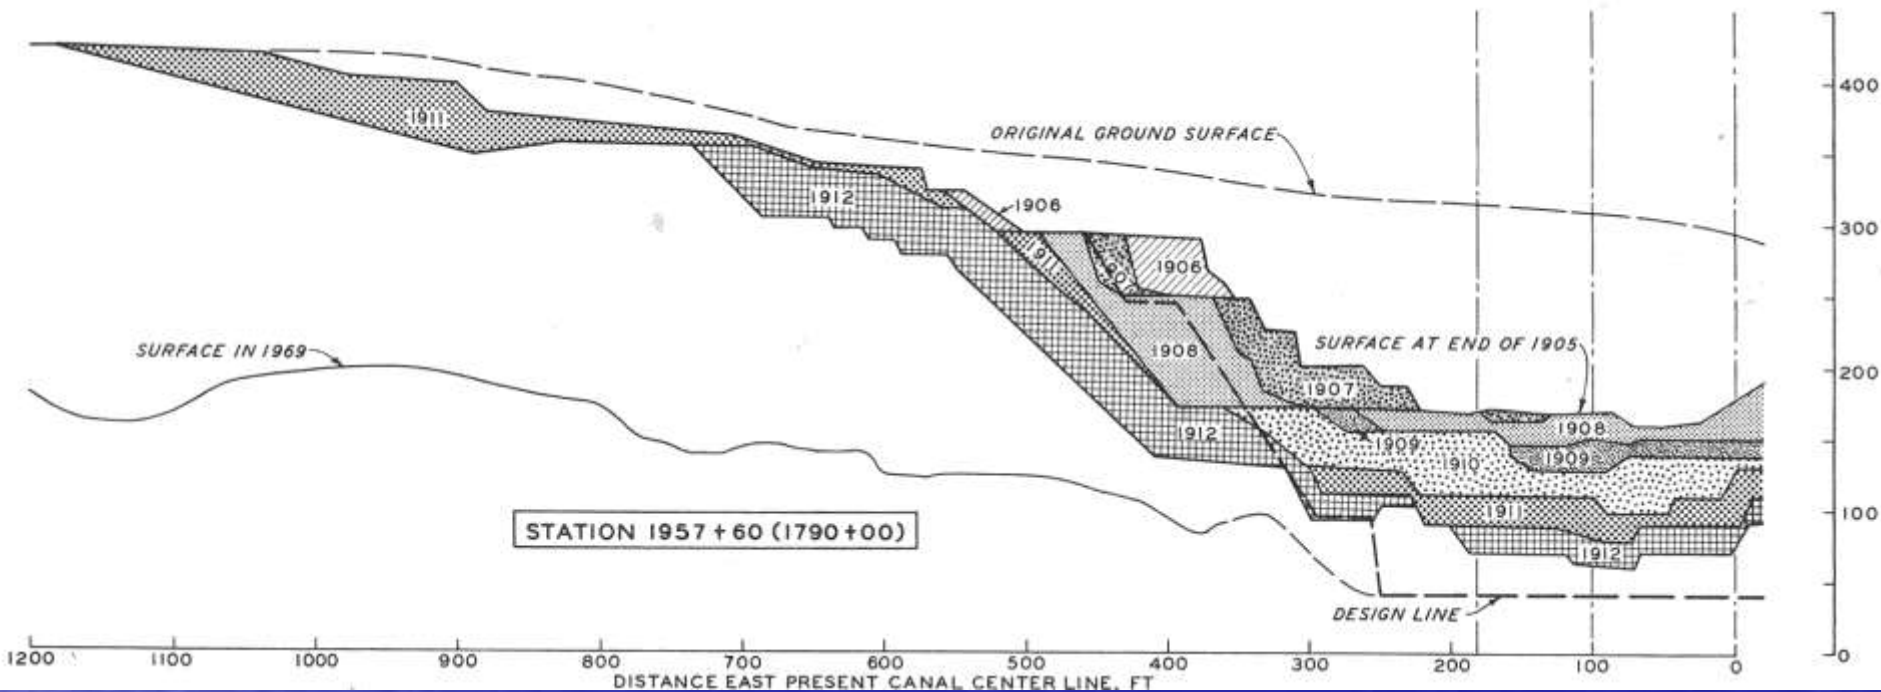 400
ORIGINAL GROUND SURFACE
1911
1912
1906
300
1911
1907
1906
SURFACE IN 1969
1908
SURFACE AT END OF 1905
200
1907
1908
1912
1909
1910
1909
STATION 1957+60 (1790+00)
1911
100
1912
DESIGN LINE
0
1200 1100 1000 900 800 700 600 500 400 300 200 100 0
DISTANCE EAST PRESENT CANAL CENTER LINE, FT